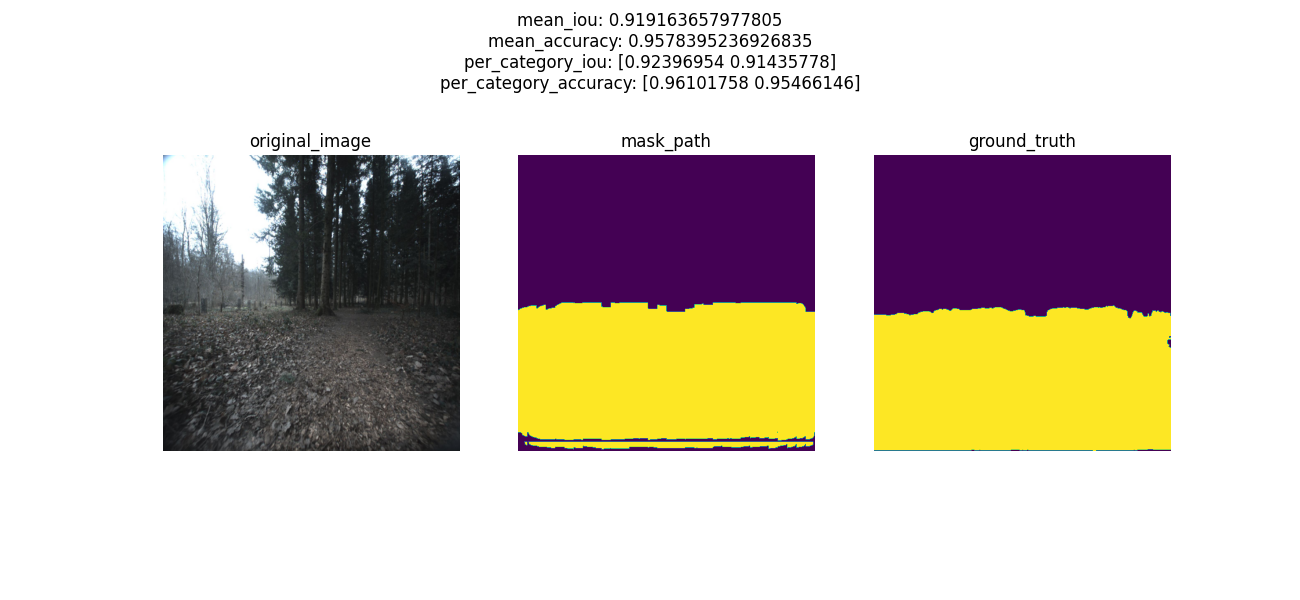 mean_iou: 0.919163657977805
mean_accuracy: 0.9578395236926835
per_category_iou: [0.92396954 0.91435778]
per_category_accuracy: [0.96101758 0.95466146]
original_image
mask_path
ground_truth